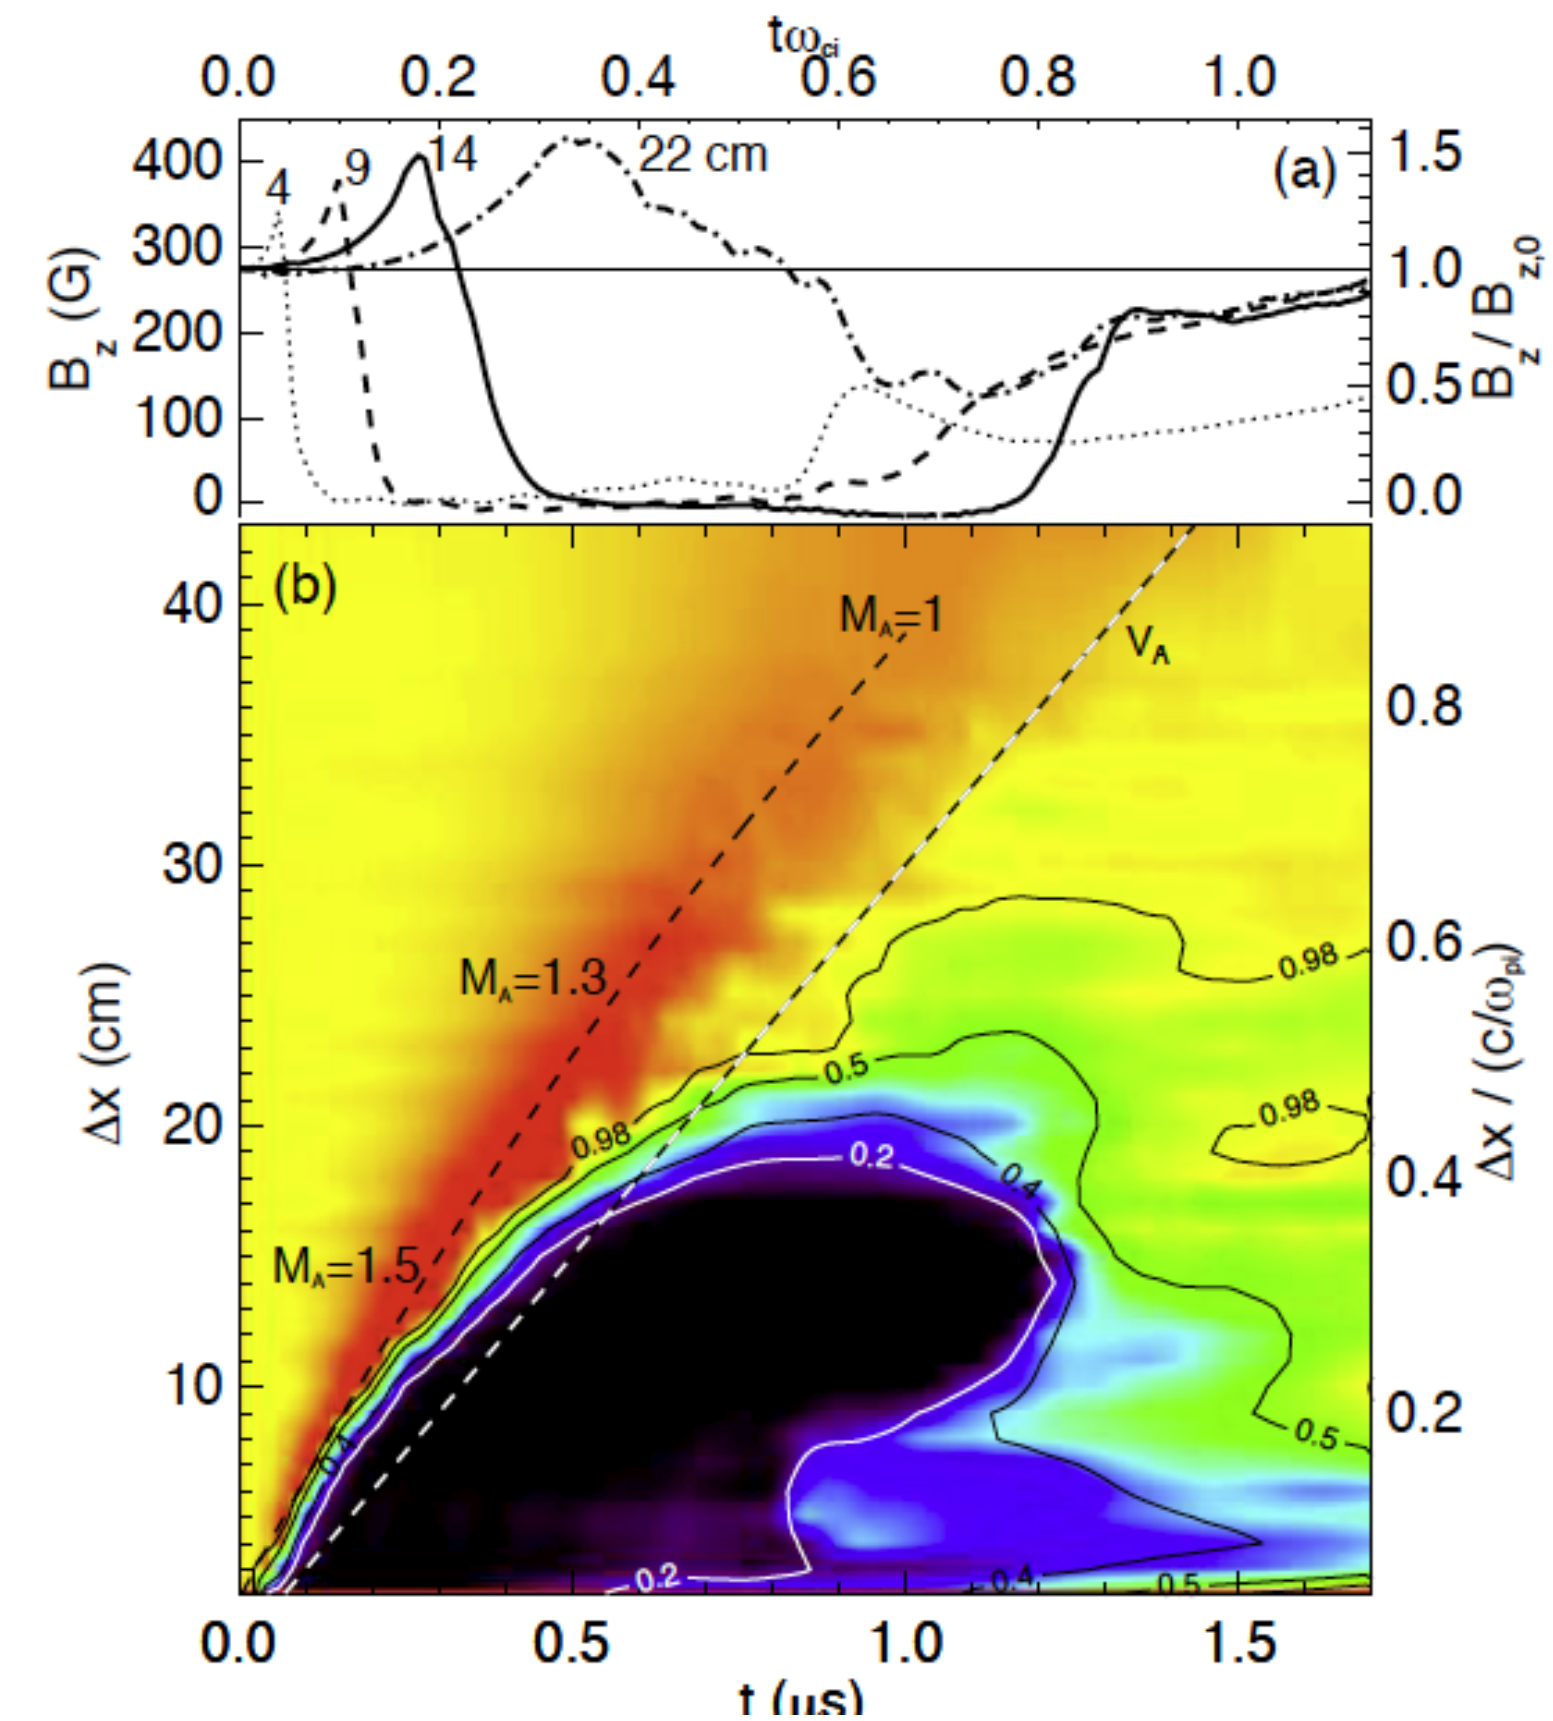 tω_ci
0.0 0.2 0.4 0.6 0.8 1.0
400 300 200 100 0
B_z (G)
4 9 14 22 cm
(a)
1.5 1.0 0.5 0.0
B_z / B_z,0
(b)
M_A=1
V_A
M_A=1.3
M_A=1.5
0.98
0.98
0.5
0.98
0.2
0.4
0.4
0.5
0.2
0.4
0.5
40 30 20 10
Δx (cm)
0.8 0.6 0.4 0.2
Δx / (c/ω_pi)
0.0 0.5 1.0 1.5
t (μs)